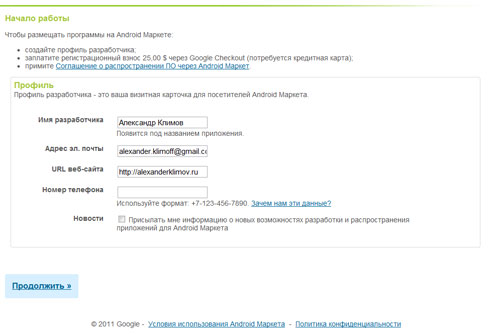 Начало работы
Чтобы размещать программы на Android Маркете:
создайте профиль разработчика;
заплатите регистрационный взнос 25,00 $ через Google Checkout (потребуется кредитная карта);
примите Соглашение о распространении ПО через Android Маркет.
Профиль
Профиль разработчика - это ваша визитная карточка для посетителей Android Маркета.
Имя разработчика Александр Климов
Появится под названием приложения.
Адрес эл. почты alexander.klimoff@gmail.co
URL веб-сайта http://alexanderklimov.ru
Номер телефона
Используйте формат: +7-123-456-7890. Зачем нам эти данные?
Новости Присылать мне информацию о новых возможностях разработки и распространения
приложений для Android Маркета
Продолжить »
© 2011 Google - Условия использования Android Маркета - Политика конфиденциальности